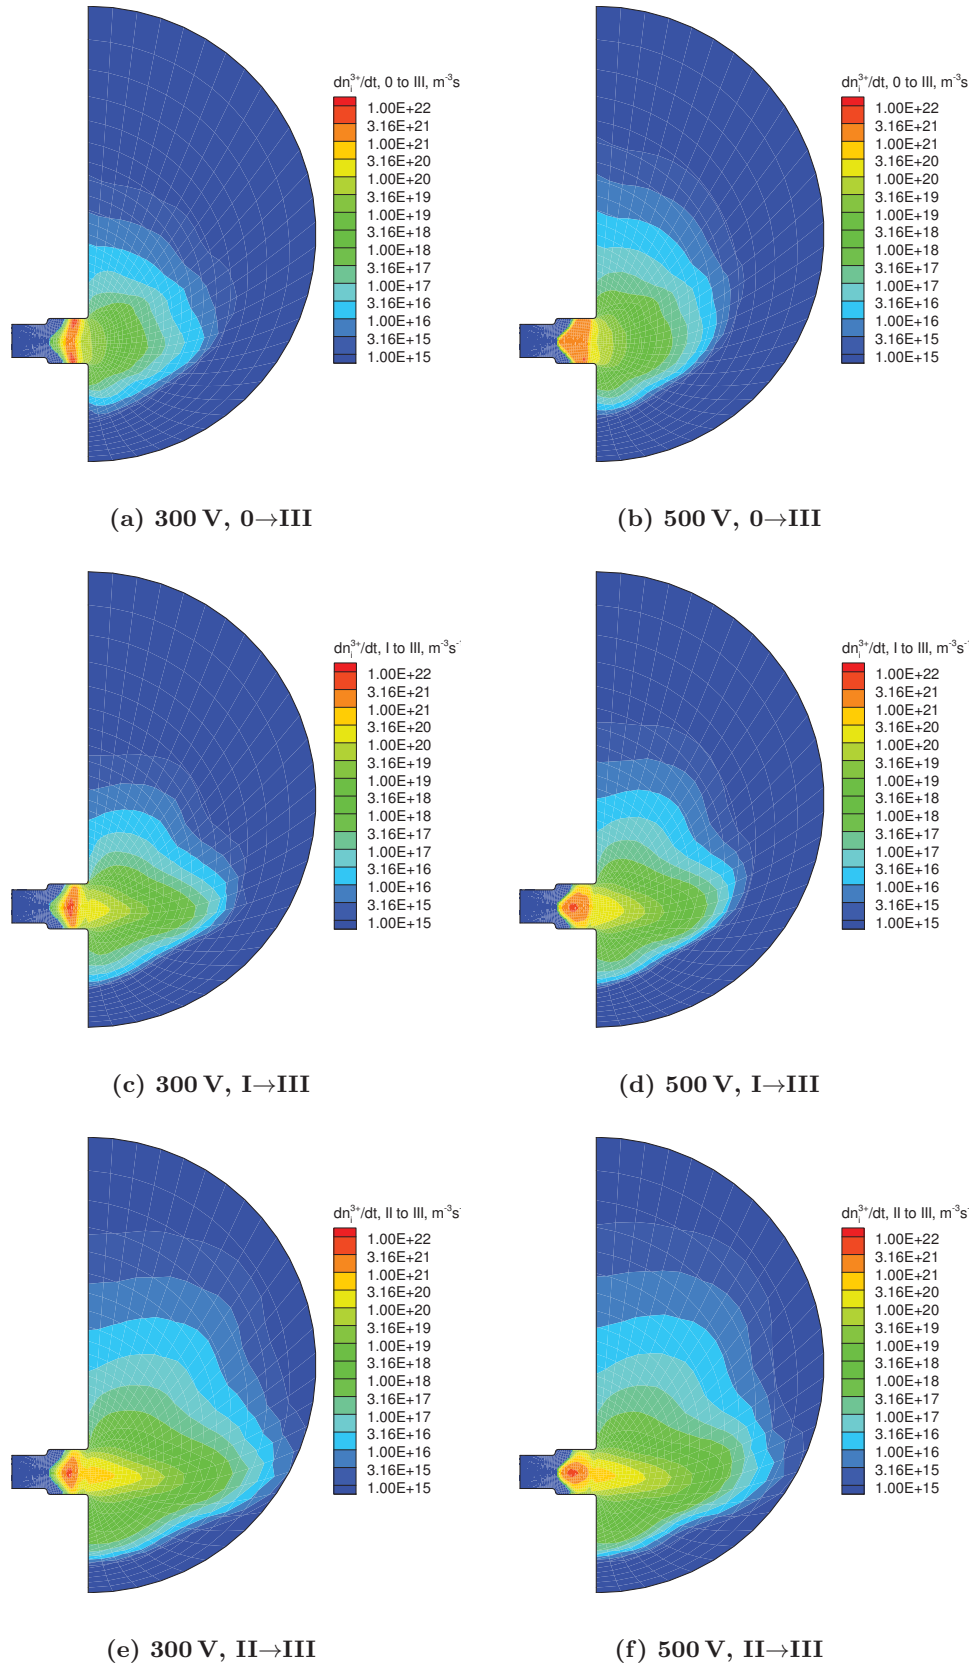 dn_i^3+/dt, 0 to III, m^-3s
1.00E+22
3.16E+21
1.00E+21
3.16E+20
1.00E+20
3.16E+19
1.00E+19
3.16E+18
1.00E+18
3.16E+17
1.00E+17
3.16E+16
1.00E+16
3.16E+15
1.00E+15
dn_i^3+/dt, 0 to III, m^-3s
1.00E+22
3.16E+21
1.00E+21
3.16E+20
1.00E+20
3.16E+19
1.00E+19
3.16E+18
1.00E+18
3.16E+17
1.00E+17
3.16E+16
1.00E+16
3.16E+15
1.00E+15
(a) 300 V, 0→III
(b) 500 V, 0→III
dn_i^3+/dt, I to III, m^-3s^-
1.00E+22
3.16E+21
1.00E+21
3.16E+20
1.00E+20
3.16E+19
1.00E+19
3.16E+18
1.00E+18
3.16E+17
1.00E+17
3.16E+16
1.00E+16
3.16E+15
1.00E+15
dn_i^3+/dt, I to III, m^-3s^-
1.00E+22
3.16E+21
1.00E+21
3.16E+20
1.00E+20
3.16E+19
1.00E+19
3.16E+18
1.00E+18
3.16E+17
1.00E+17
3.16E+16
1.00E+16
3.16E+15
1.00E+15
(c) 300 V, I→III
(d) 500 V, I→III
dn_i^3+/dt, II to III, m^-3s^-
1.00E+22
3.16E+21
1.00E+21
3.16E+20
1.00E+20
3.16E+19
1.00E+19
3.16E+18
1.00E+18
3.16E+17
1.00E+17
3.16E+16
1.00E+16
3.16E+15
1.00E+15
dn_i^3+/dt, II to III, m^-3s^-
1.00E+22
3.16E+21
1.00E+21
3.16E+20
1.00E+20
3.16E+19
1.00E+19
3.16E+18
1.00E+18
3.16E+17
1.00E+17
3.16E+16
1.00E+16
3.16E+15
1.00E+15
(e) 300 V, II→III
(f) 500 V, II→III